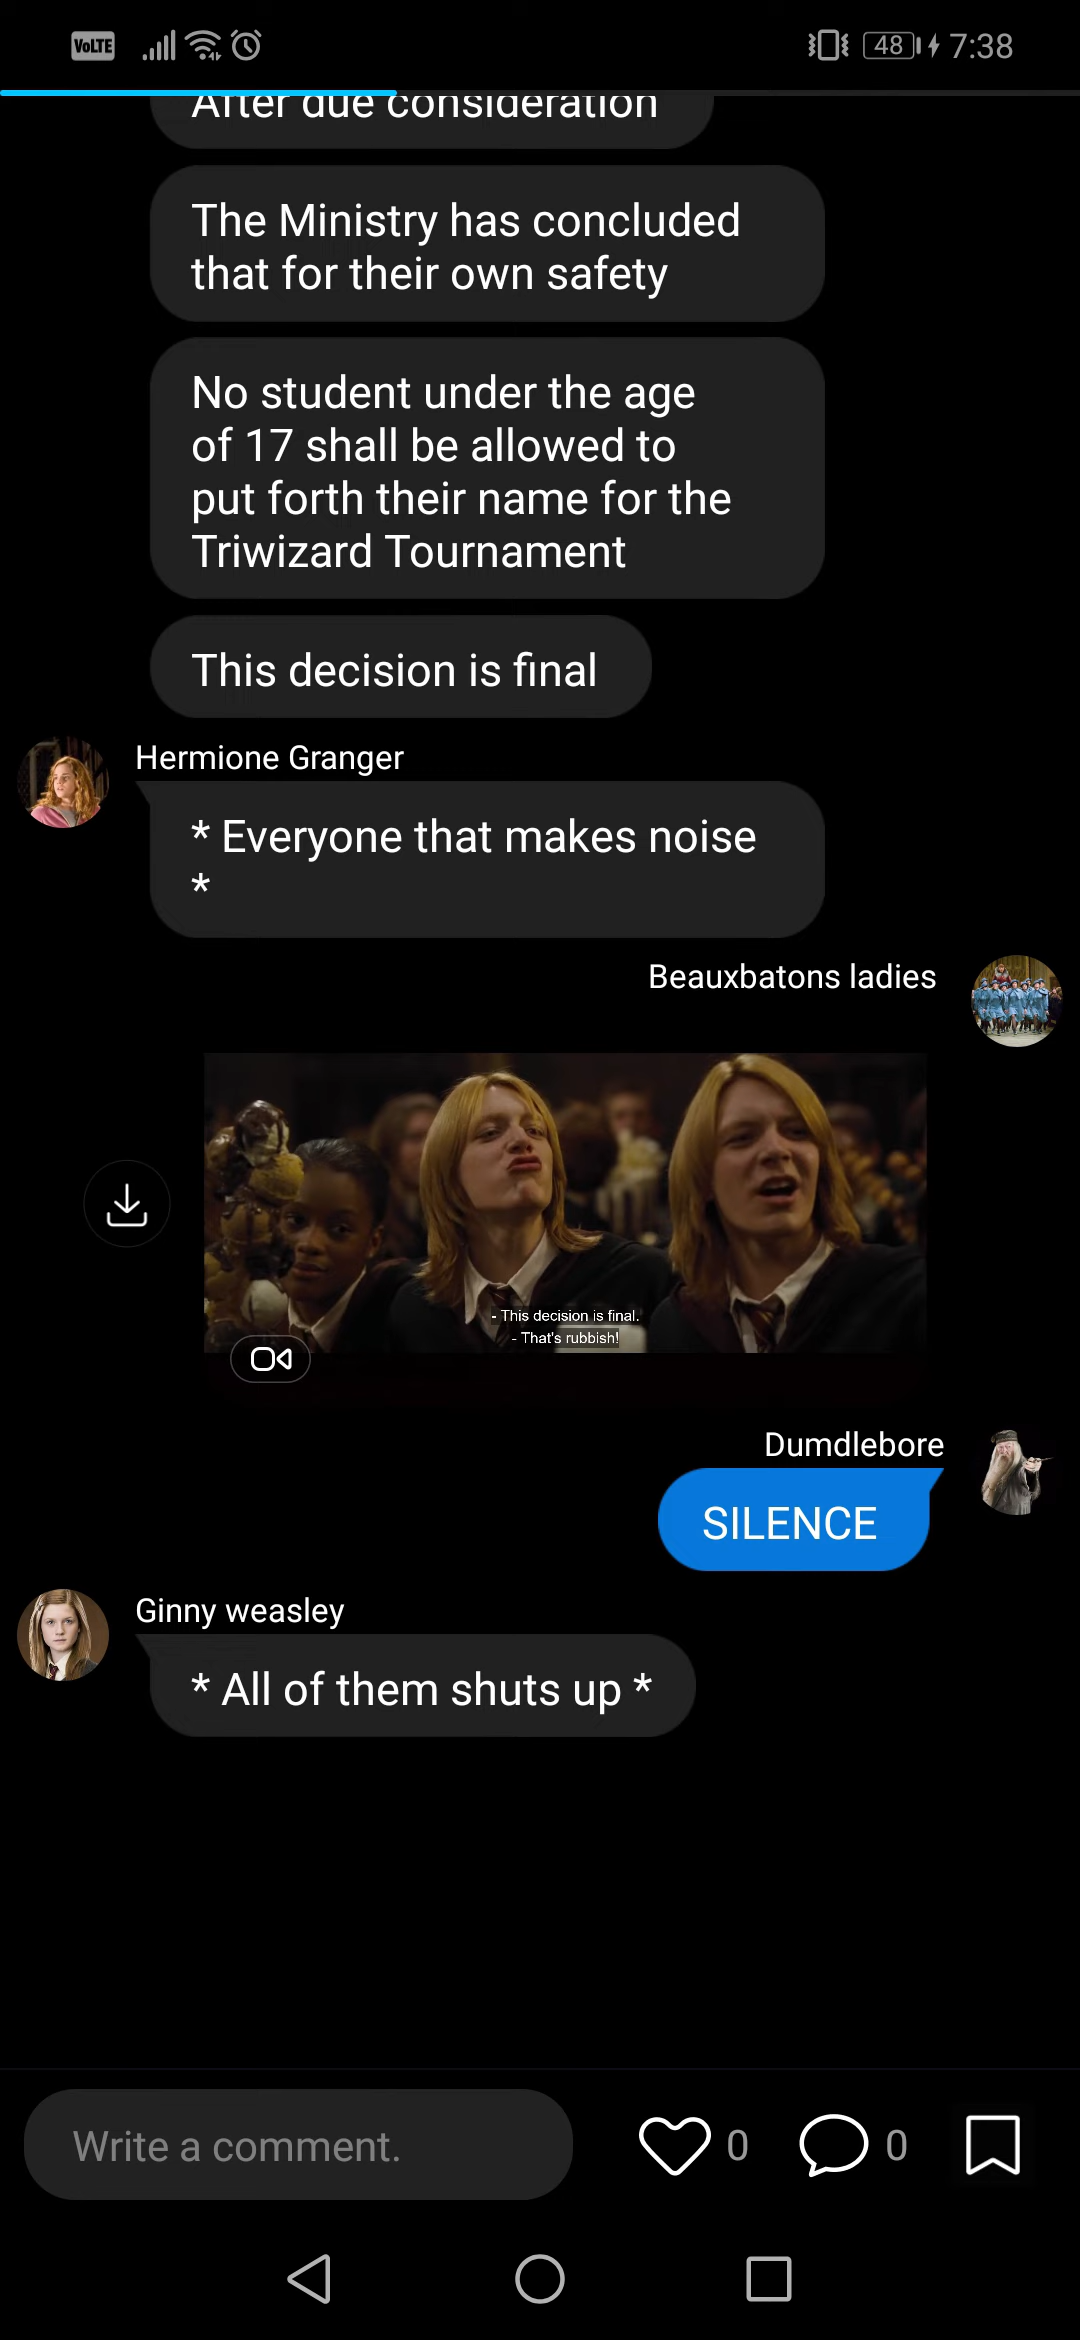 VoLTE
48
7:38
After due consideration
The Ministry has concluded
that for their own safety
No student under the age
of 17 shall be allowed to
put forth their name for the
Triwizard Tournament
This decision is final
Hermione Granger
* Everyone that makes noise
*
Beauxbatons ladies
- This decision is final.
- That's rubbish!
Dumdlebore
SILENCE
Ginny weasley
* All of them shuts up *
Write a comment.
0
0